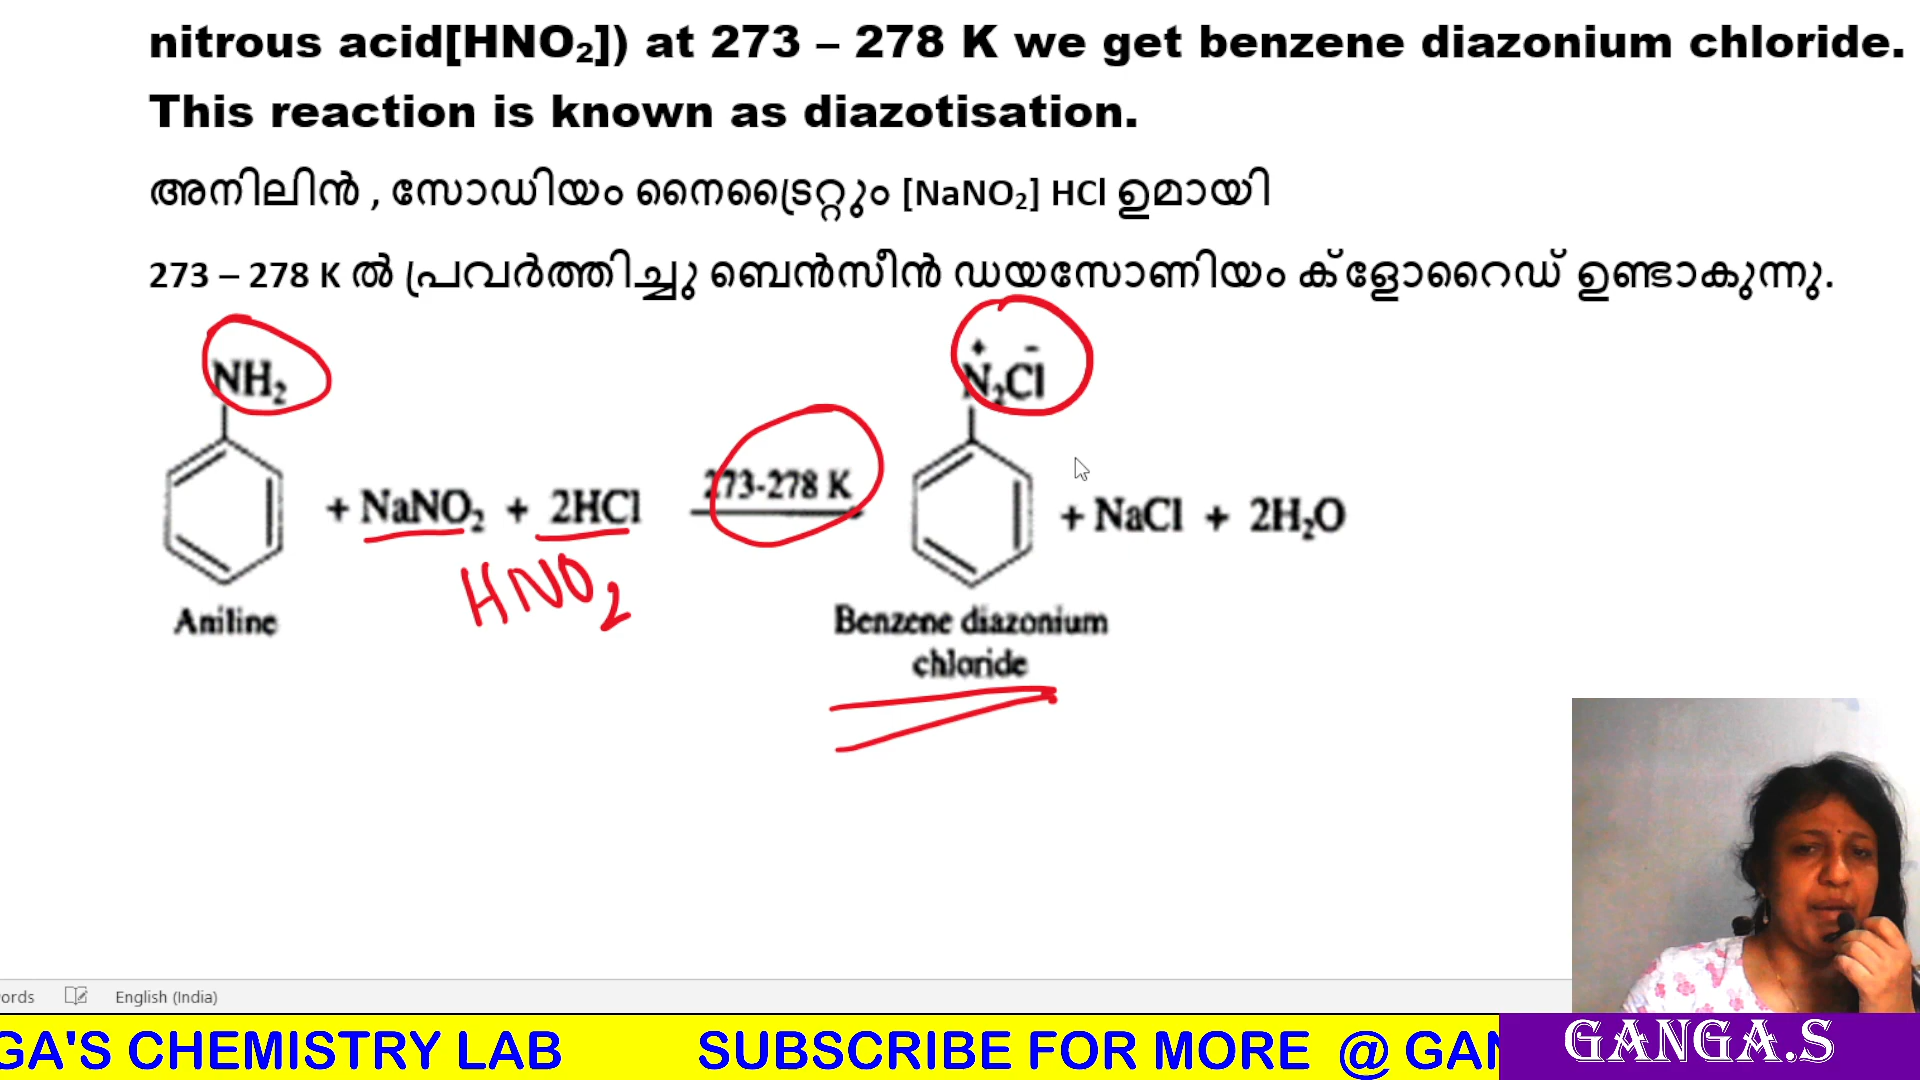 nitrous acid[HNO₂]) at 273 – 278 K we get benzene diazonium chloride.
This reaction is known as diazotisation.
അനിലിൻ , സോഡിയം നൈട്രൈറ്റും [NaNO₂] HCl ഉമായി
273 – 278 K ൽ പ്രവർത്തിച്ചു ബെൻസീൻ ഡയസോണിയം ക്ളോറൈഡ് ഉണ്ടാകുന്നു.
NH₂
+ NaNO₂ + 2HCl
273-278 K
+ -
N₂Cl
+ NaCl + 2H₂O
HNO₂
Aniline
Benzene diazonium
chloride
ords English (India)
GA'S CHEMISTRY LAB SUBSCRIBE FOR MORE @ GAN
GANGA.S